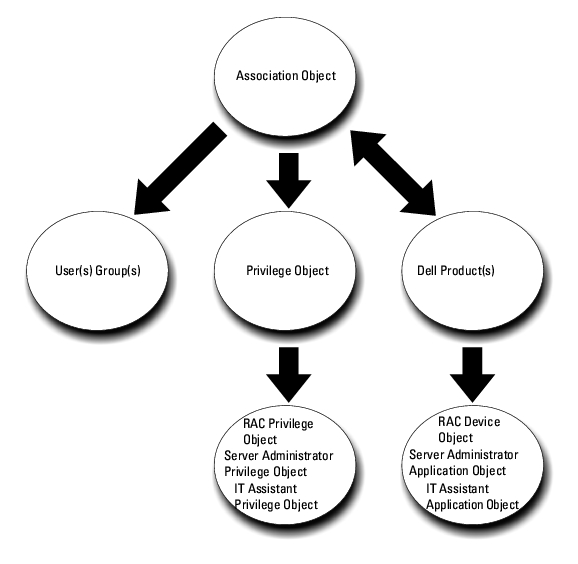 Association Object
User(s) Group(s)
Privilege Object
Dell Product(s)
RAC Privilege
Object
Server Administrator
Privilege Object
IT Assistant
Privilege Object
RAC Device
Object
Server Administrator
Application Object
IT Assistant
Application Object